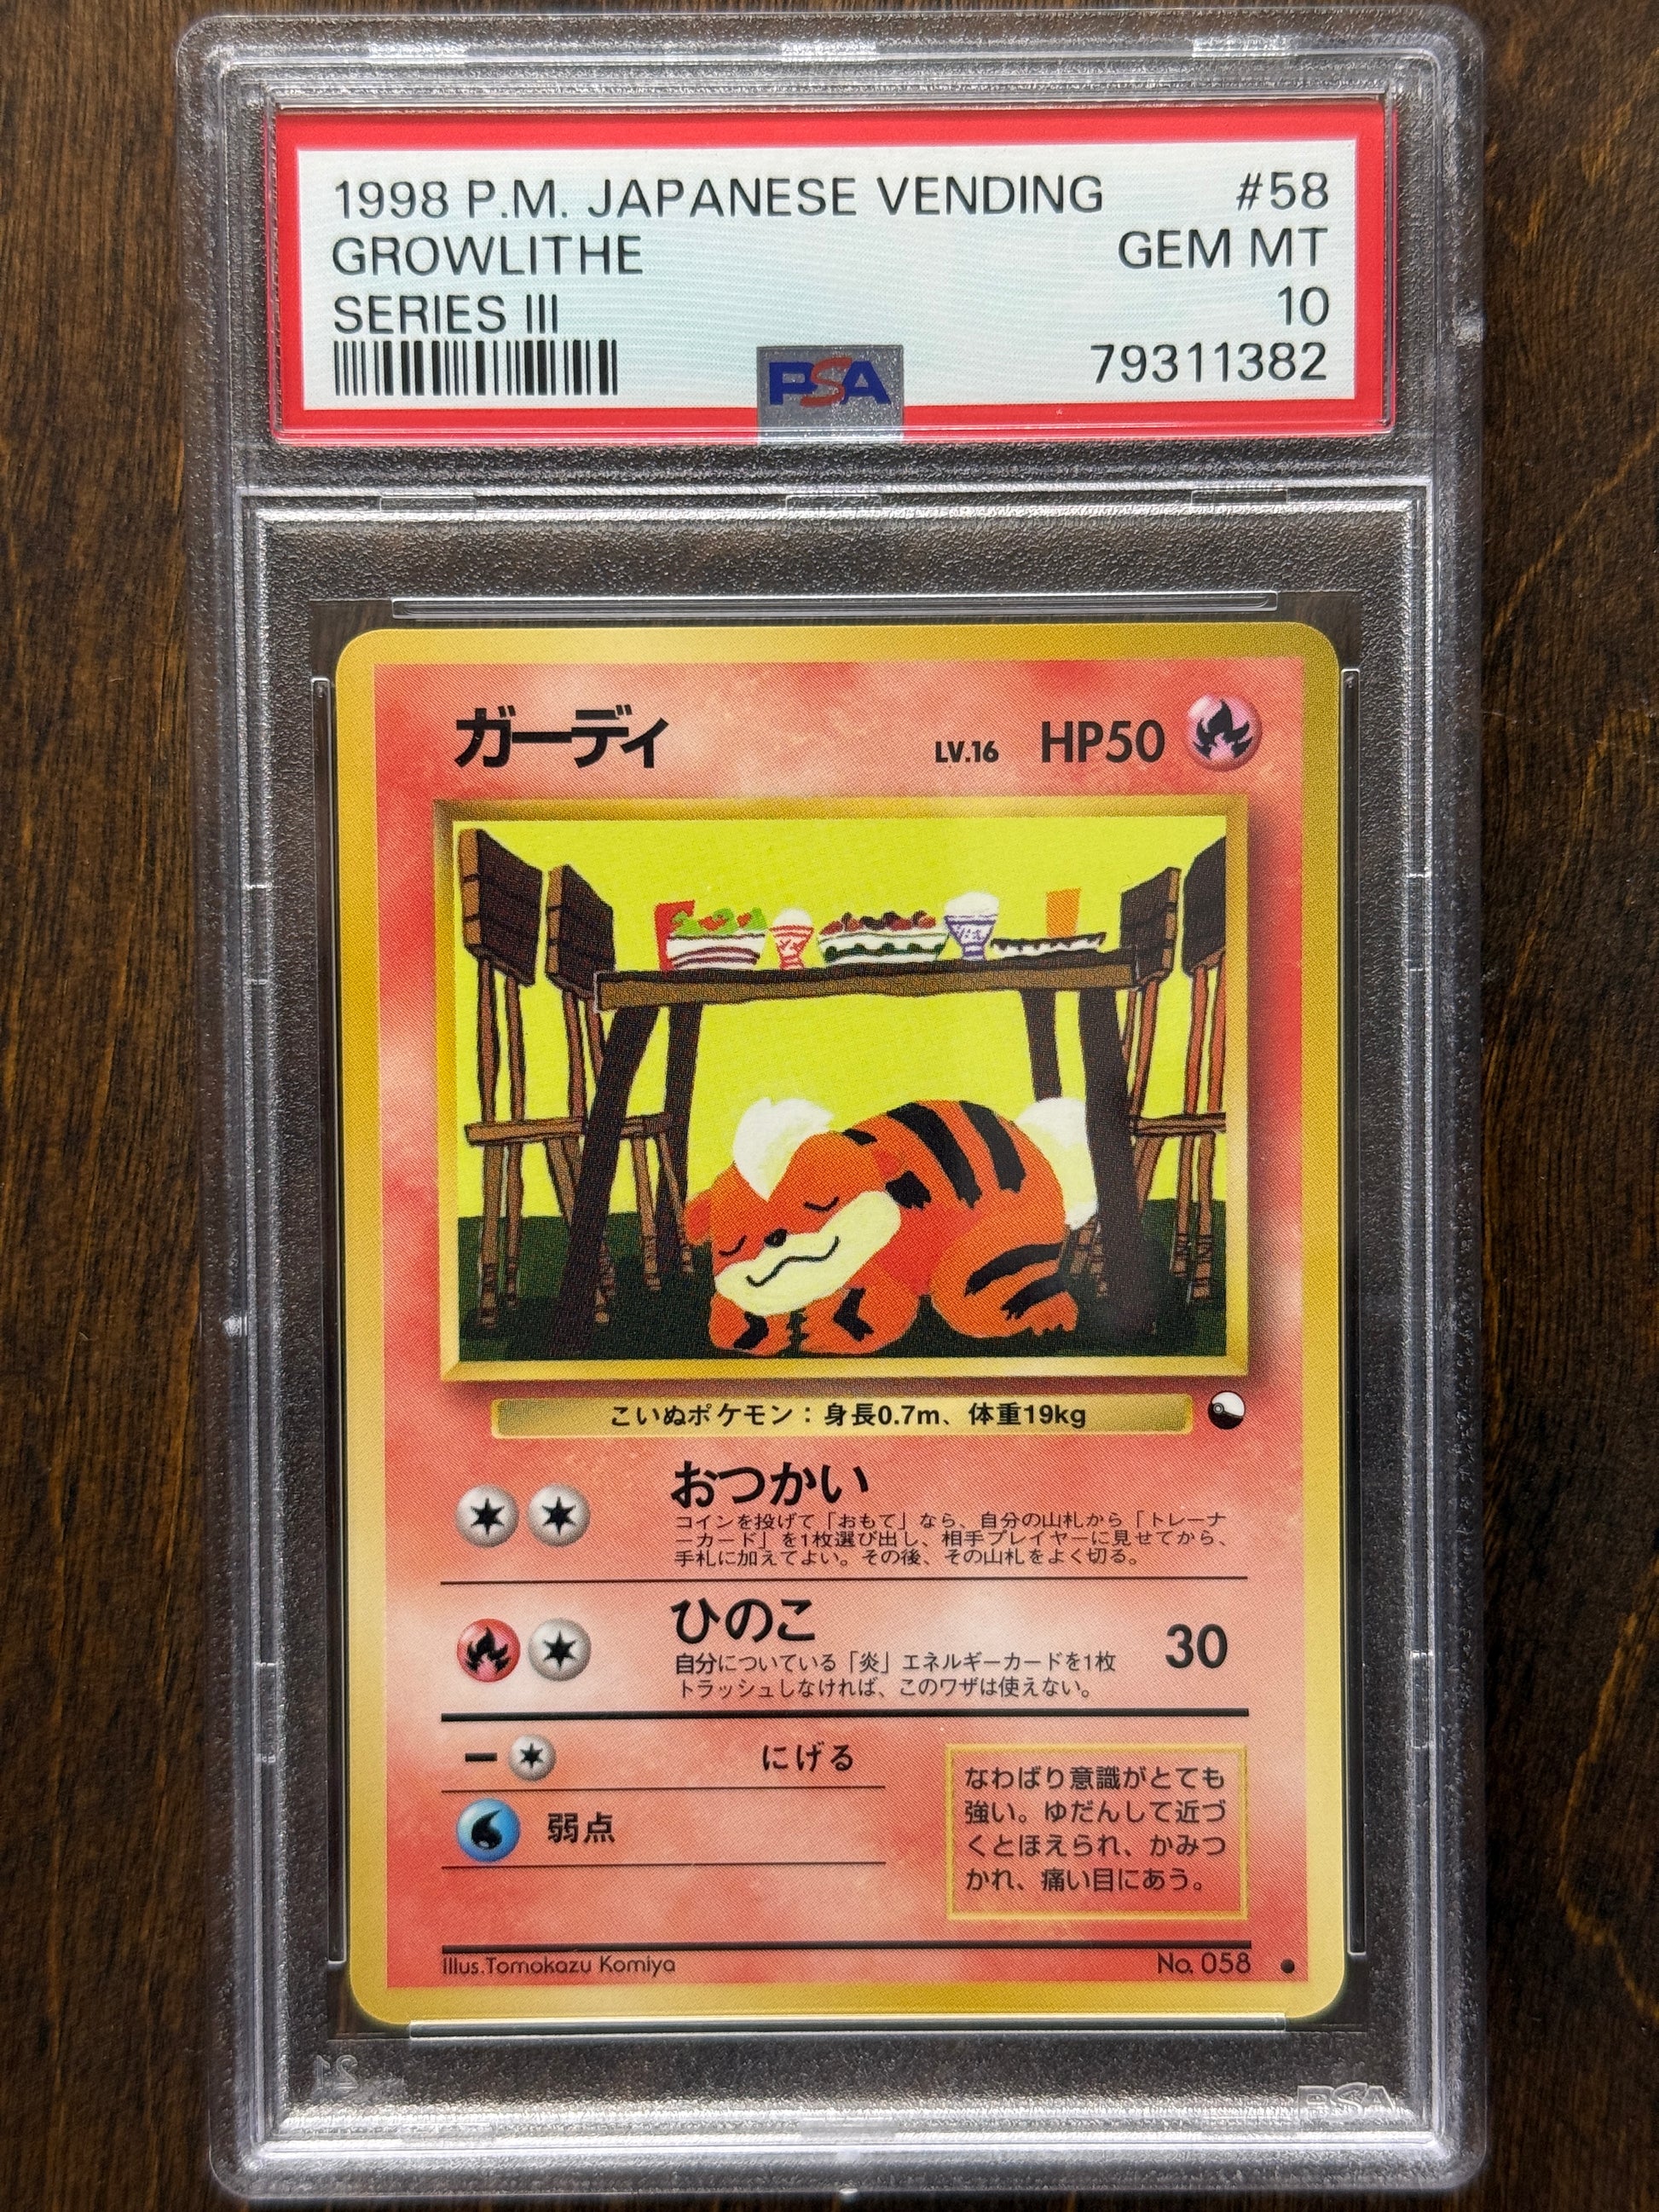 1998 P.M. JAPANESE VENDING #58
GROWLITHE GEM MT
SERIES III 10
79311382
PSA
ガーディ LV.16 HP50
こいぬポケモン：身長0.7m、体重19kg
おつかい
コインを投げて「おもて」なら、自分の山札から「トレーナ
ーカード」を1枚選び出し、相手プレイヤーに見せてから、
手札に加えてよい。その後、その山札をよく切る。
ひのこ 30
自分についている「炎」エネルギーカードを1枚
トラッシュしなければ、このワザは使えない。
ー にげる
弱点
なわばり意識がとても
強い。ゆだんして近づ
くとほえられ、かみつ
かれ、痛い目にあう。
Illus.Tomokazu Komiya No. 058 ●
21 PSA